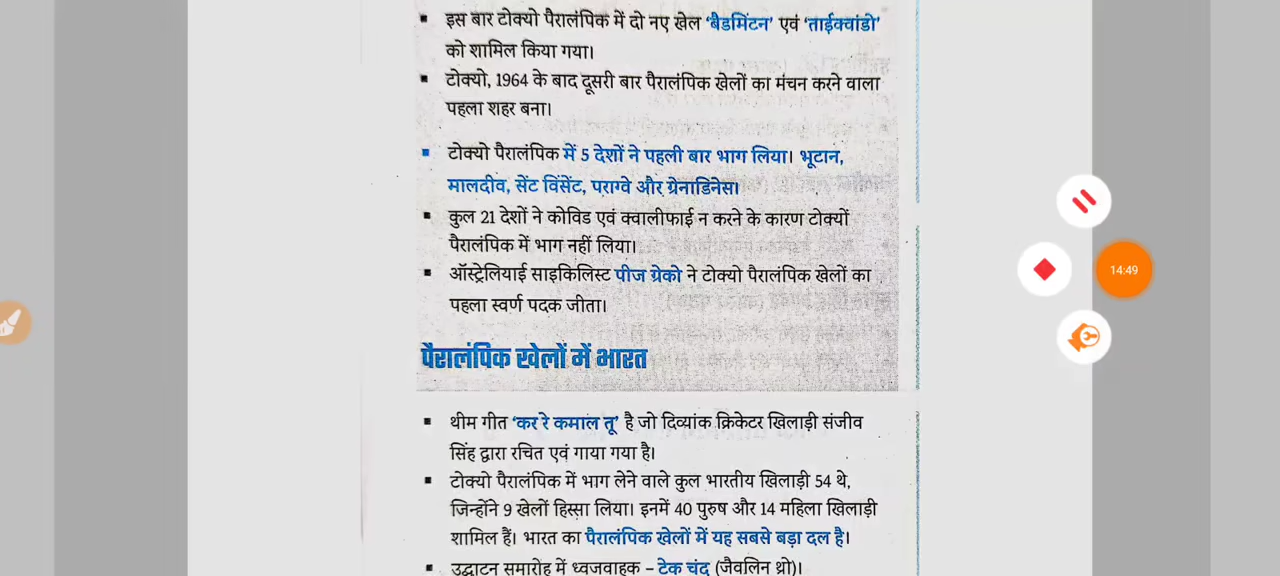 ▪ इस बार टोक्यो पैरालंपिक में दो नए खेल ‘बैडमिंटन’ एवं ‘ताईक्वांडो’
को शामिल किया गया।
▪ टोक्यो, 1964 के बाद दूसरी बार पैरालंपिक खेलों का मंचन करने वाला
पहला शहर बना।
▪ टोक्यो पैरालंपिक में 5 देशों ने पहली बार भाग लिया। भूटान,
मालदीव, सेंट विंसेंट, पराग्वे और ग्रेनाडिनेस।
▪ कुल 21 देशों ने कोविड एवं क्वालीफाई न करने के कारण टोक्यों
पैरालंपिक में भाग नहीं लिया।
▪ ऑस्ट्रेलियाई साइकिलिस्ट पीज ग्रेको ने टोक्यो पैरालंपिक खेलों का
पहला स्वर्ण पदक जीता।
पैरालंपिक खेलों में भारत
▪ थीम गीत ‘कर रे कमाल तू’ है जो दिव्यांक क्रिकेटर खिलाड़ी संजीव
सिंह द्वारा रचित एवं गाया गया है।
▪ टोक्यो पैरालंपिक में भाग लेने वाले कुल भारतीय खिलाड़ी 54 थे,
जिन्होंने 9 खेलों हिस्सा लिया। इनमें 40 पुरुष और 14 महिला खिलाड़ी
शामिल हैं। भारत का पैरालंपिक खेलों में यह सबसे बड़ा दल है।
▪ उद्घाटन समारोह में ध्वजवाहक – टेक चंद (जैवलिन थ्रो)।
14:49